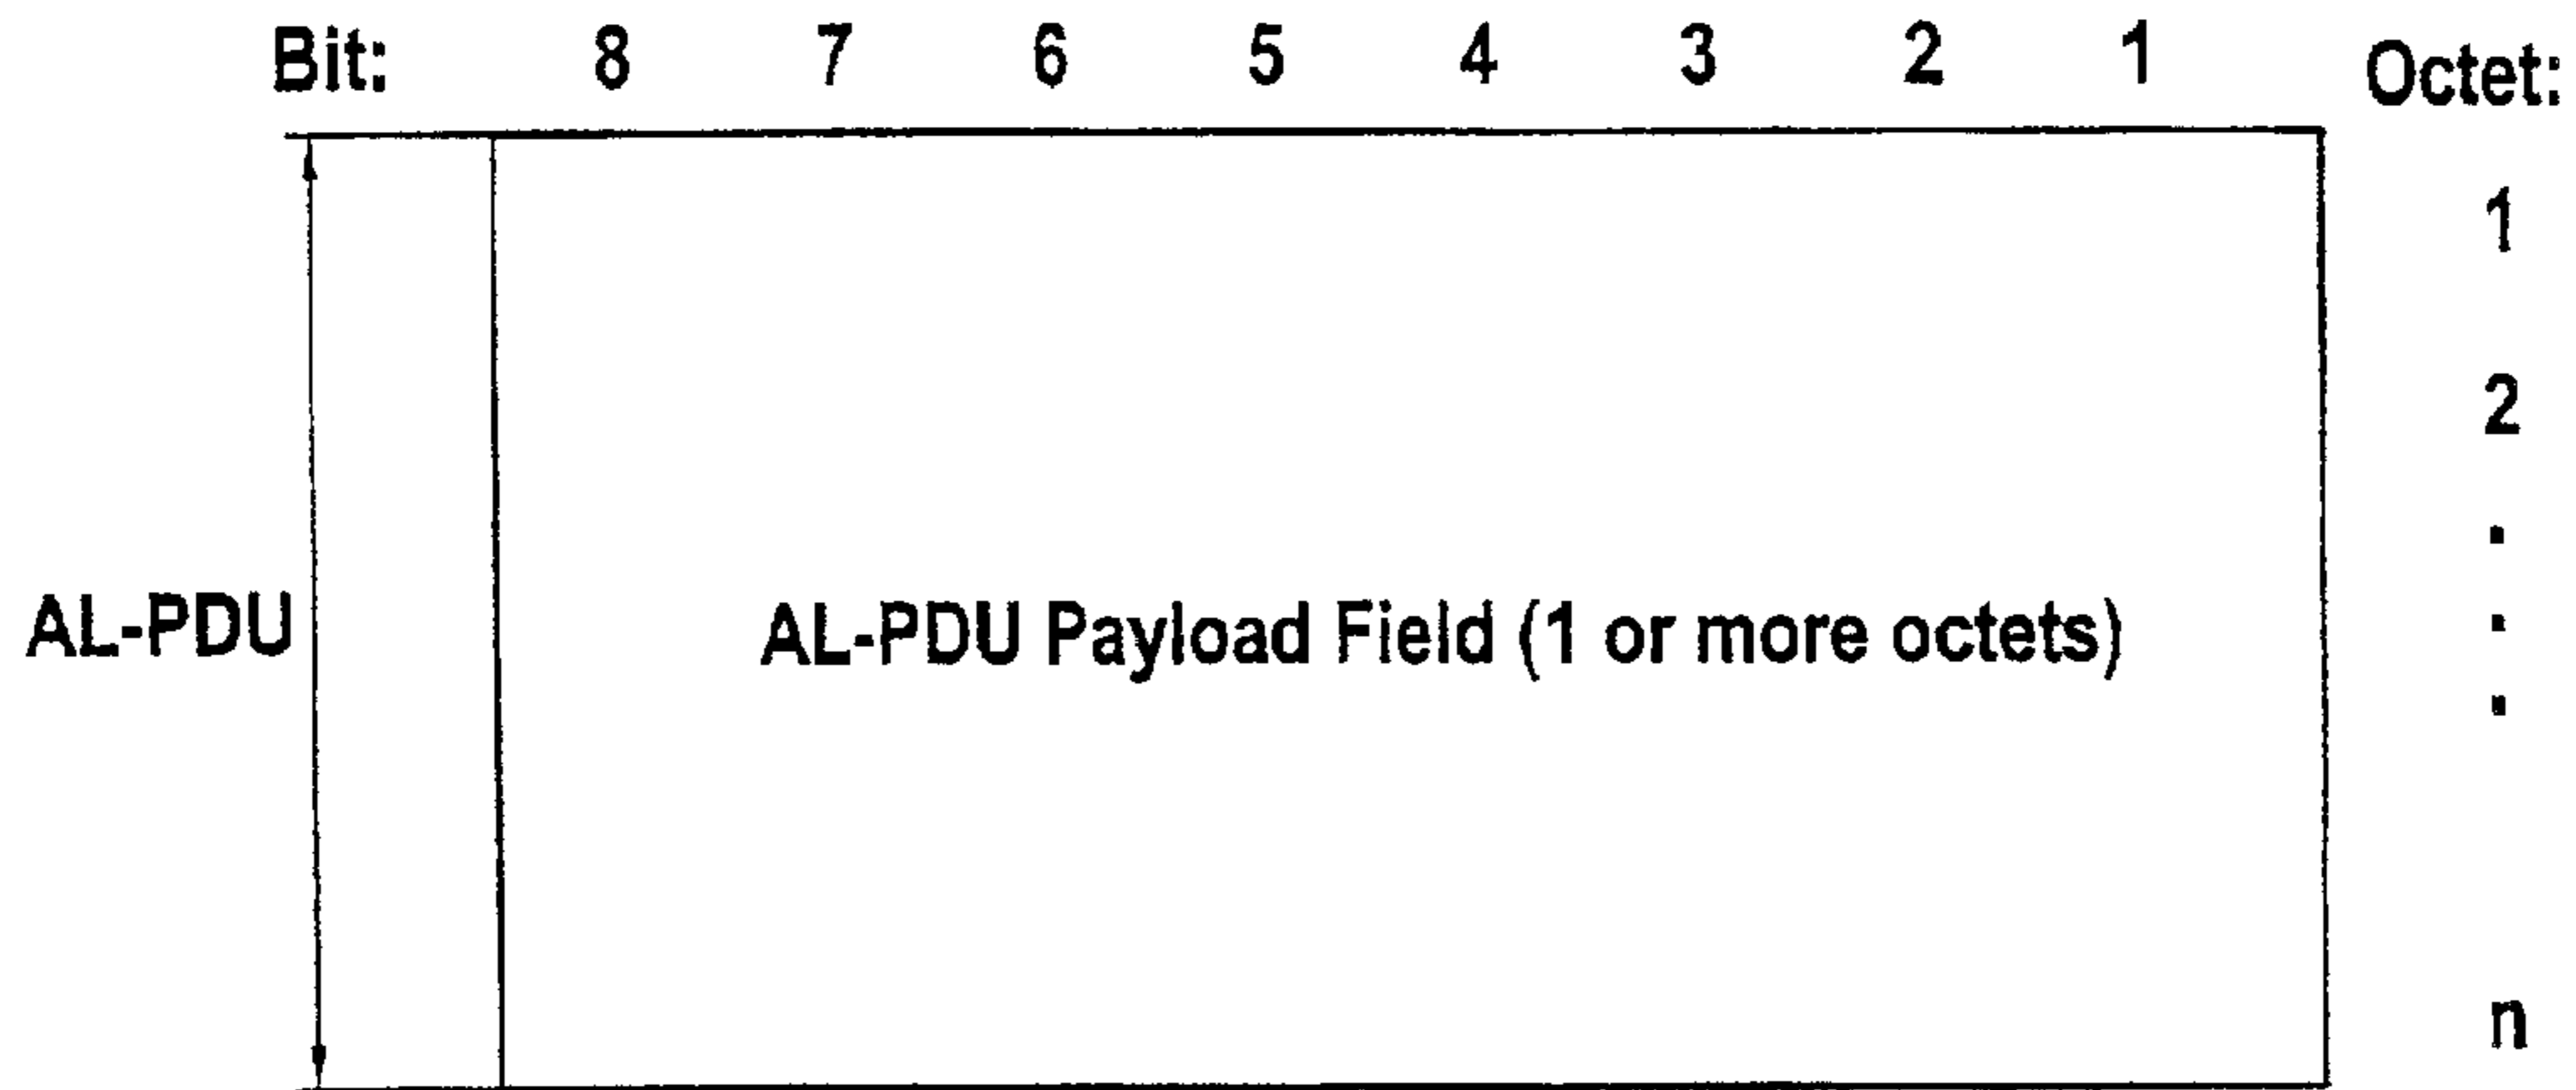 Bit: 8 7 6 5 4 3 2 1 Octet:
1
2
.
AL-PDU AL-PDU Payload Field (1 or more octets) .
.
n